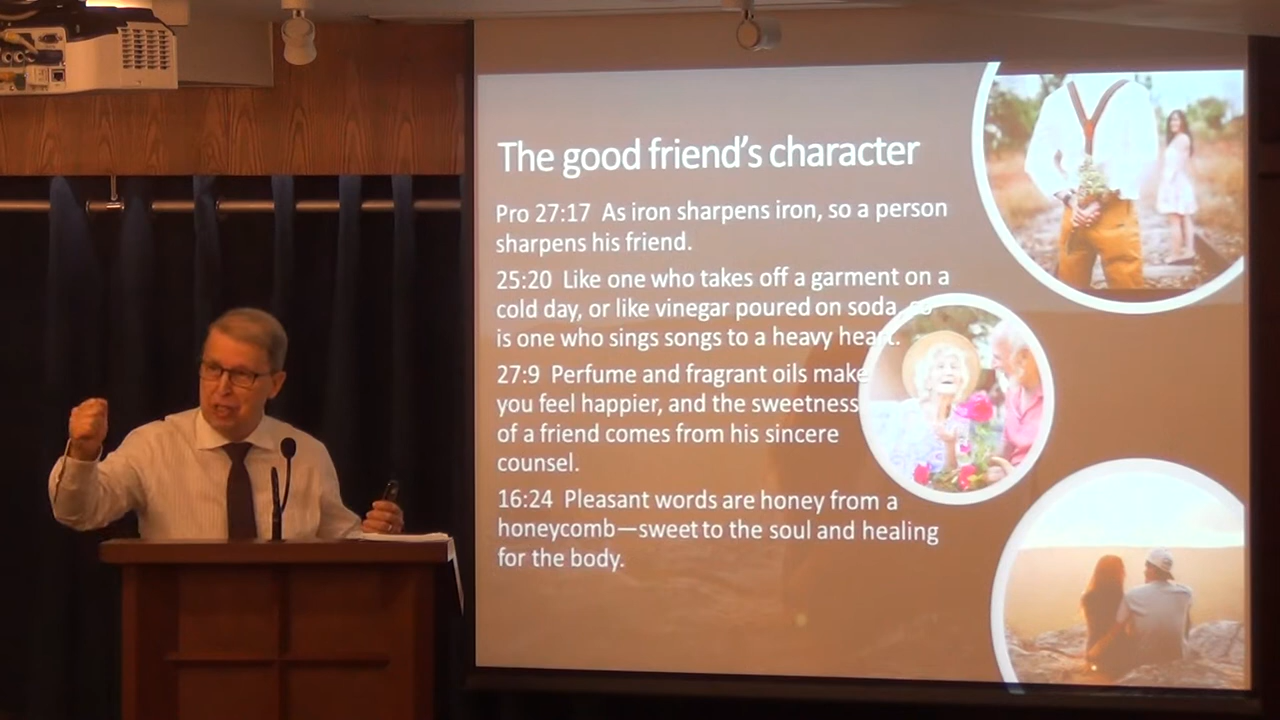 The good friend's character
Pro 27:17 As iron sharpens iron, so a person
sharpens his friend.
25:20 Like one who takes off a garment on a
cold day, or like vinegar poured on soda, so
is one who sings songs to a heavy heart.
27:9 Perfume and fragrant oils make
you feel happier, and the sweetness
of a friend comes from his sincere
counsel.
16:24 Pleasant words are honey from a
honeycomb—sweet to the soul and healing
for the body.